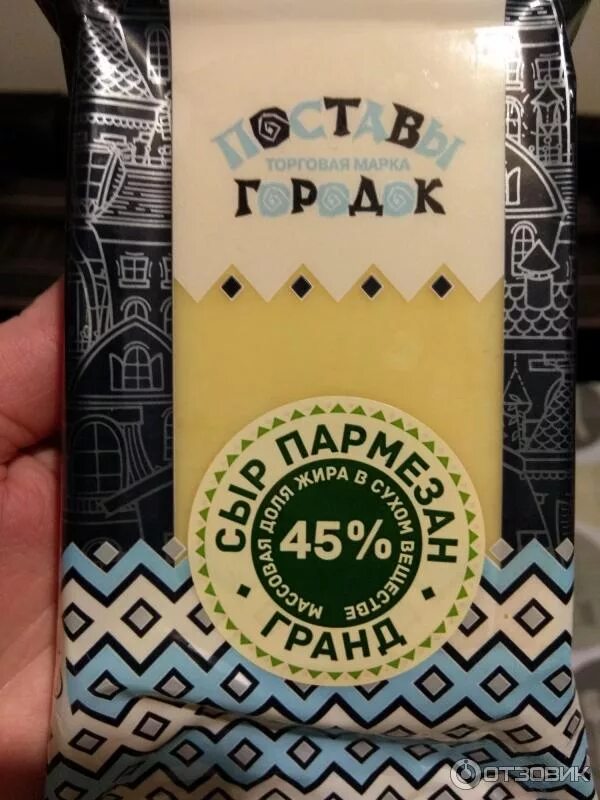 ПОСТАВЫ
ТОРГОВАЯ МАРКА
ГОРОДОК
СЫР ПАРМЕЗАН
МАССОВАЯ ДОЛЯ ЖИРА В СУХОМ ВЕЩЕСТВЕ
45%
ГРАНД
ОТЗОВИК